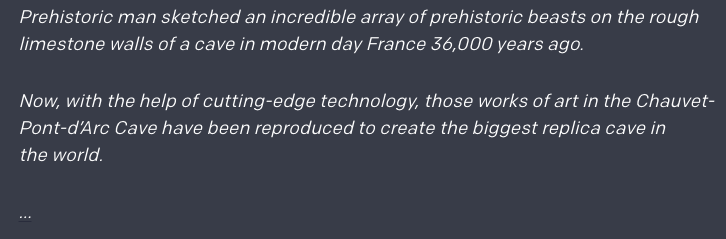 Prehistoric man sketched an incredible array of prehistoric beasts on the rough
limestone walls of a cave in modern day France 36,000 years ago.
Now, with the help of cutting-edge technology, those works of art in the Chauvet-
Pont-d’Arc Cave have been reproduced to create the biggest replica cave in
the world.
...